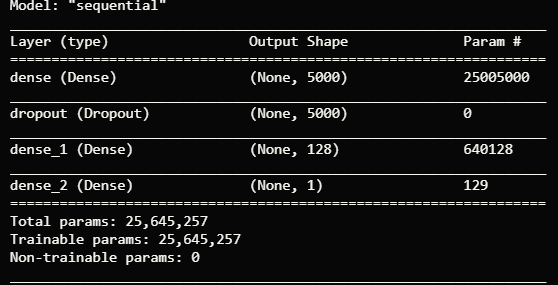 Model: "sequential"
Layer (type) Output Shape Param #
=================================================================
dense (Dense) (None, 5000) 25005000
dropout (Dropout) (None, 5000) 0
dense_1 (Dense) (None, 128) 640128
dense_2 (Dense) (None, 1) 129
=================================================================
Total params: 25,645,257
Trainable params: 25,645,257
Non-trainable params: 0